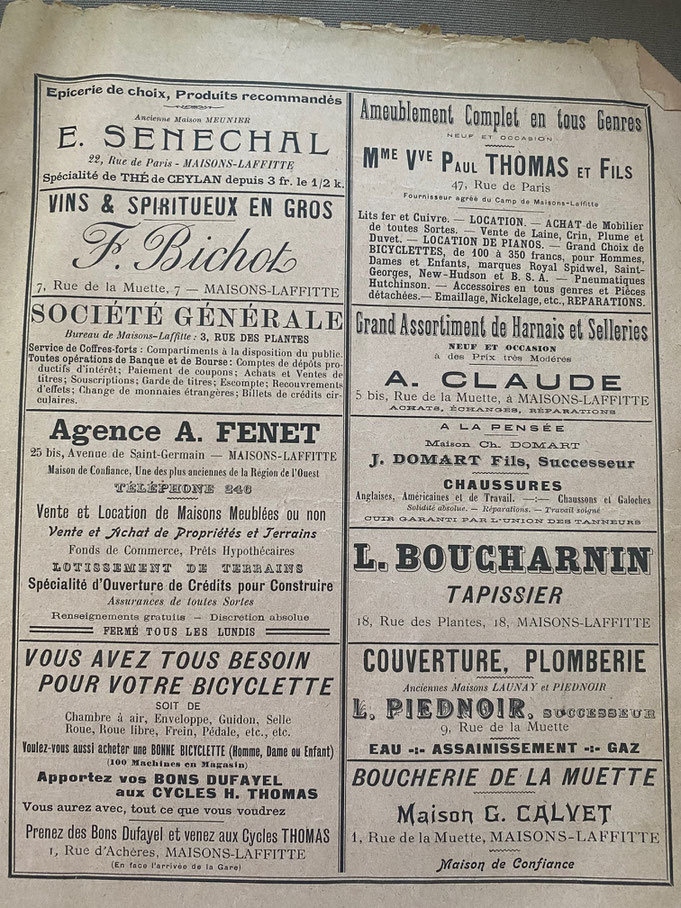 Epicerie de choix, Produits recommandés
Ancienne Maison MEUNIER
E. SENECHAL
22, Rue de Paris - MAISONS-LAFFITTE
Spécialité de THÉ de CEYLAN depuis 3 fr. le 1/2 k.
VINS & SPIRITUEUX EN GROS
F. Bichot
7, Rue de la Muette, 7 — MAISONS-LAFFITTE
SOCIÉTÉ GÉNÉRALE
Bureau de Maisons-Laffitte : 3, RUE DES PLANTES
Service de Coffres-forts : Compartiments à la disposition du public.
Toutes opérations de Banque et de Bourse : Comptes de dépôts pro-
ductifs d'intérêt; Paiement de coupons; Achats et Ventes de
titres; Souscriptions; Garde de titres; Escompte; Recouvrements
d'effets; Change de monnaies étrangères; Billets de crédits cir-
culaires.
Agence A. FENET
25 bis, Avenue de Saint-Germain — MAISONS-LAFFITTE
Maison de Confiance, Une des plus anciennes de la Région de l'Ouest
TÉLÉPHONE 246
Vente et Location de Maisons Meublées ou non
Vente et Achat de Propriétés et Terrains
Fonds de Commerce, Prêts Hypothécaires
LOTISSEMENT DE TERRAINS
Spécialité d'Ouverture de Crédits pour Construire
Assurances de toutes Sortes
Renseignements gratuits — Discretion absolue
FERMÉ TOUS LES LUNDIS
VOUS AVEZ TOUS BESOIN
POUR VOTRE BICYCLETTE
SOIT DE
Chambre à air, Enveloppe, Guidon, Selle
Roue, Roue libre, Frein, Pédale, etc., etc.
Voulez-vous aussi acheter une BONNE BICYCLETTE (Homme, Dame ou Enfant)
(100 Machines en Magasin)
Apportez vos BONS DUFAYEL
aux CYCLES H. THOMAS
Vous aurez avec, tout ce que vous voudrez
Prenez des Bons Dufayel et venez aux Cycles THOMAS
1, Rue d'Achères, MAISONS-LAFFITTE
(En face l'arrivée de la Gare)
Ameublement Complet en tous Genres
NEUF ET OCCASION
Mme Vve Paul THOMAS et FILS
47, Rue de Paris
Fournisseur agréé du Camp de Maisons-Laffitte
Lits fer et Cuivre. — LOCATION. — ACHAT de Mobilier
de toutes Sortes. — Vente de Laine, Crin, Plume et
Duvet. — LOCATION DE PIANOS. — Grand Choix de
BICYCLETTES, de 100 à 350 francs, pour Hommes,
Dames et Enfants, marques Royal Spidwel, Saint-
Georges, New-Hudson et B. S. A. — Pneumatiques
Hutchinson. — Accessoires en tous genres et Pièces
détachées.— Emaillage, Nickelage, etc., RÉPARATIONS.
Grand Assortiment de Harnais et Selleries
NEUF ET OCCASION
à des Prix très Modérés
A. CLAUDE
5 bis, Rue de la Muette, à MAISONS-LAFFITTE
ACHATS, ÉCHANGES, RÉPARATIONS
A LA PENSÉE
Maison Ch. DOMART
J. DOMART Fils, Successeur
CHAUSSURES
Anglaises, Américaines et de Travail. —:— Chaussons et Galoches
Solidité absolue. — Réparations. — Travail soigné
CUIR GARANTI PAR L'UNION DES TANNEURS
L. BOUCHARNIN
TAPISSIER
18, Rue des Plantes, 18, MAISONS-LAFFITTE
COUVERTURE, PLOMBERIE
Anciennes Maisons LAUNAY et PIEDNOIR
L. PIEDNOIR, SUCCESSEUR
9, Rue de la Muette
EAU -:- ASSAINISSEMENT -:- GAZ
BOUCHERIE DE LA MUETTE
Maison G. CALVET
1, Rue de la Muette, MAISONS-LAFFITTE
Maison de Confiance